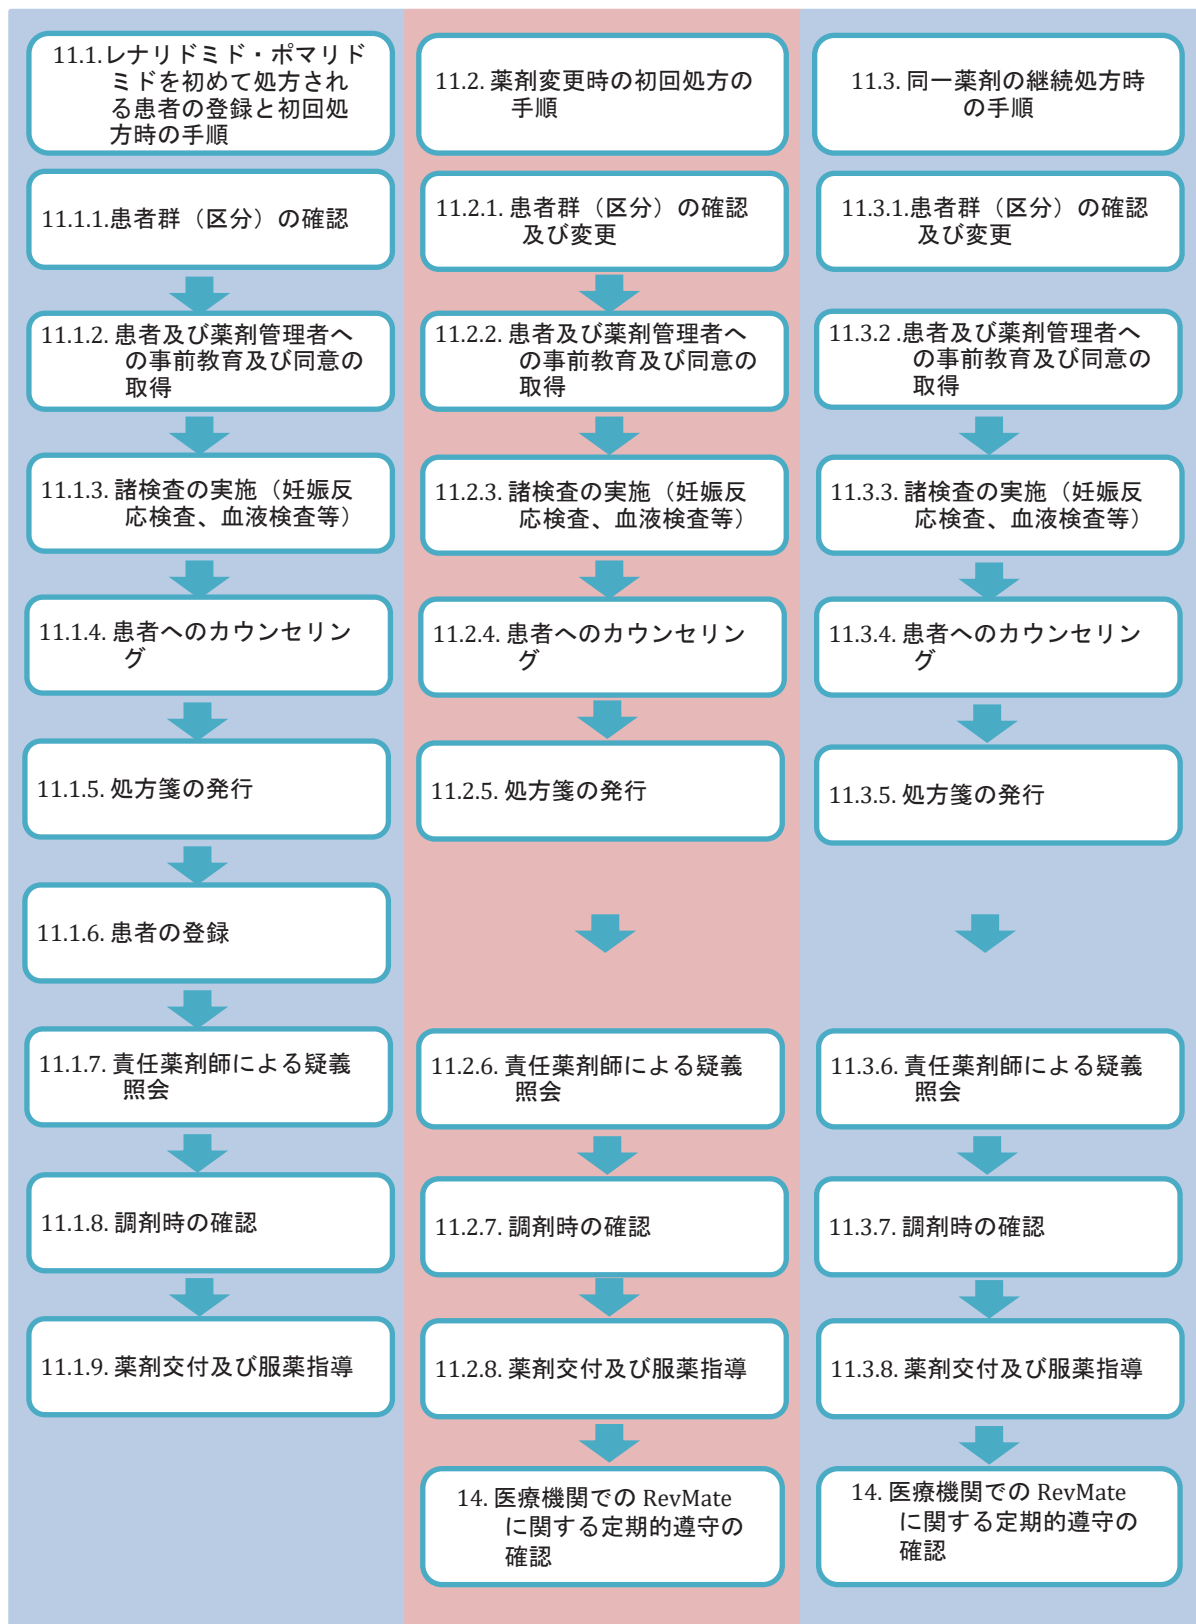 11.1.レナリドミド・ポマリド
ミドを初めて処方され
る患者の登録と初回処
方時の手順
11.1.1.患者群（区分）の確認
11.1.2. 患者及び薬剤管理者へ
の事前教育及び同意の
取得
11.1.3. 諸検査の実施（妊娠反
応検査、血液検査等）
11.1.4. 患者へのカウンセリン
グ
11.1.5. 処方箋の発行
11.1.6. 患者の登録
11.1.7. 責任薬剤師による疑義
照会
11.1.8. 調剤時の確認
11.1.9. 薬剤交付及び服薬指導
11.2. 薬剤変更時の初回処方の
手順
11.2.1. 患者群（区分）の確認
及び変更
11.2.2. 患者及び薬剤管理者へ
の事前教育及び同意の
取得
11.2.3. 諸検査の実施（妊娠反
応検査、血液検査等）
11.2.4. 患者へのカウンセリン
グ
11.2.5. 処方箋の発行
11.2.6. 責任薬剤師による疑義
照会
11.2.7. 調剤時の確認
11.2.8. 薬剤交付及び服薬指導
14. 医療機関での RevMate
に関する定期的遵守の
確認
11.3. 同一薬剤の継続処方時
の手順
11.3.1.患者群（区分）の確認
及び変更
11.3.2 .患者及び薬剤管理者へ
の事前教育及び同意の
取得
11.3.3. 諸検査の実施（妊娠反
応検査、血液検査等）
11.3.4. 患者へのカウンセリン
グ
11.3.5. 処方箋の発行
11.3.6. 責任薬剤師による疑義
照会
11.3.7. 調剤時の確認
11.3.8. 薬剤交付及び服薬指導
14. 医療機関での RevMate
に関する定期的遵守の
確認